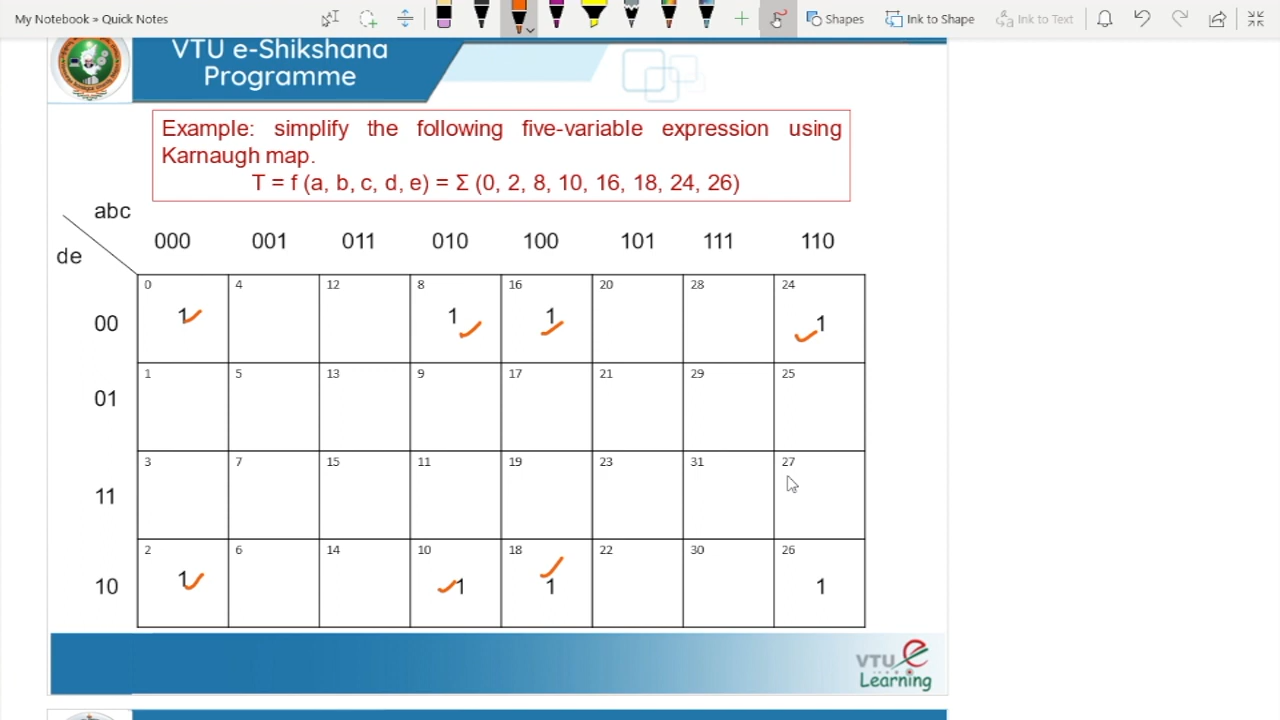 My Notebook » Quick Notes
Shapes
Ink to Shape
Ink to Text
VTU e-Shikshana
Programme
Example: simplify the following five-variable expression using
Karnaugh map.
T = f (a, b, c, d, e) = Σ (0, 2, 8, 10, 16, 18, 24, 26)
abc
de
000 001 011 010 100 101 111 110
0 4 12 8 16 20 28 24
00 1 1 1 1
1 5 13 9 17 21 29 25
01
3 7 15 11 19 23 31 27
11
2 6 14 10 18 22 30 26
10 1 1 1 1
VTU e
Learning